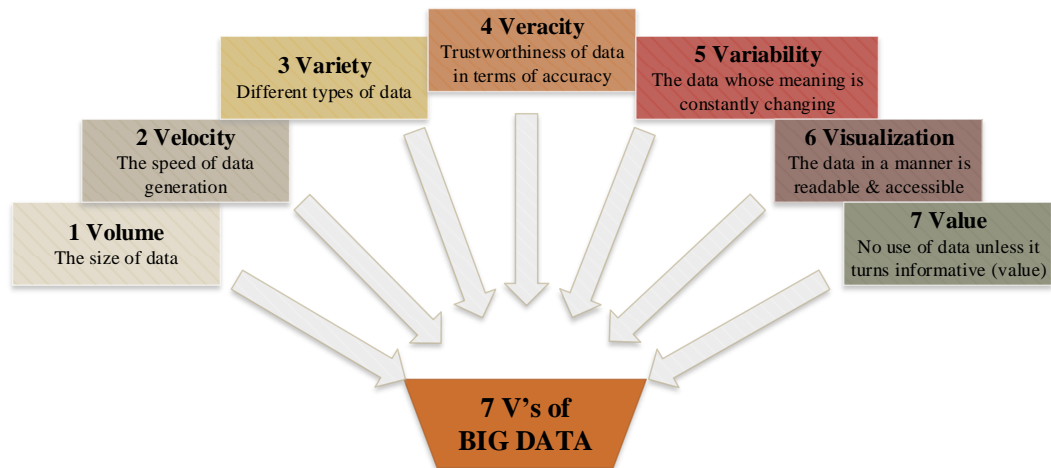 1 Volume
The size of data
2 Velocity
The speed of data
generation
3 Variety
Different types of data
4 Veracity
Trustworthiness of data
in terms of accuracy
5 Variability
The data whose meaning is
constantly changing
6 Visualization
The data in a manner is
readable & accessible
7 Value
No use of data unless it
turns informative (value)
7 V’s of
BIG DATA